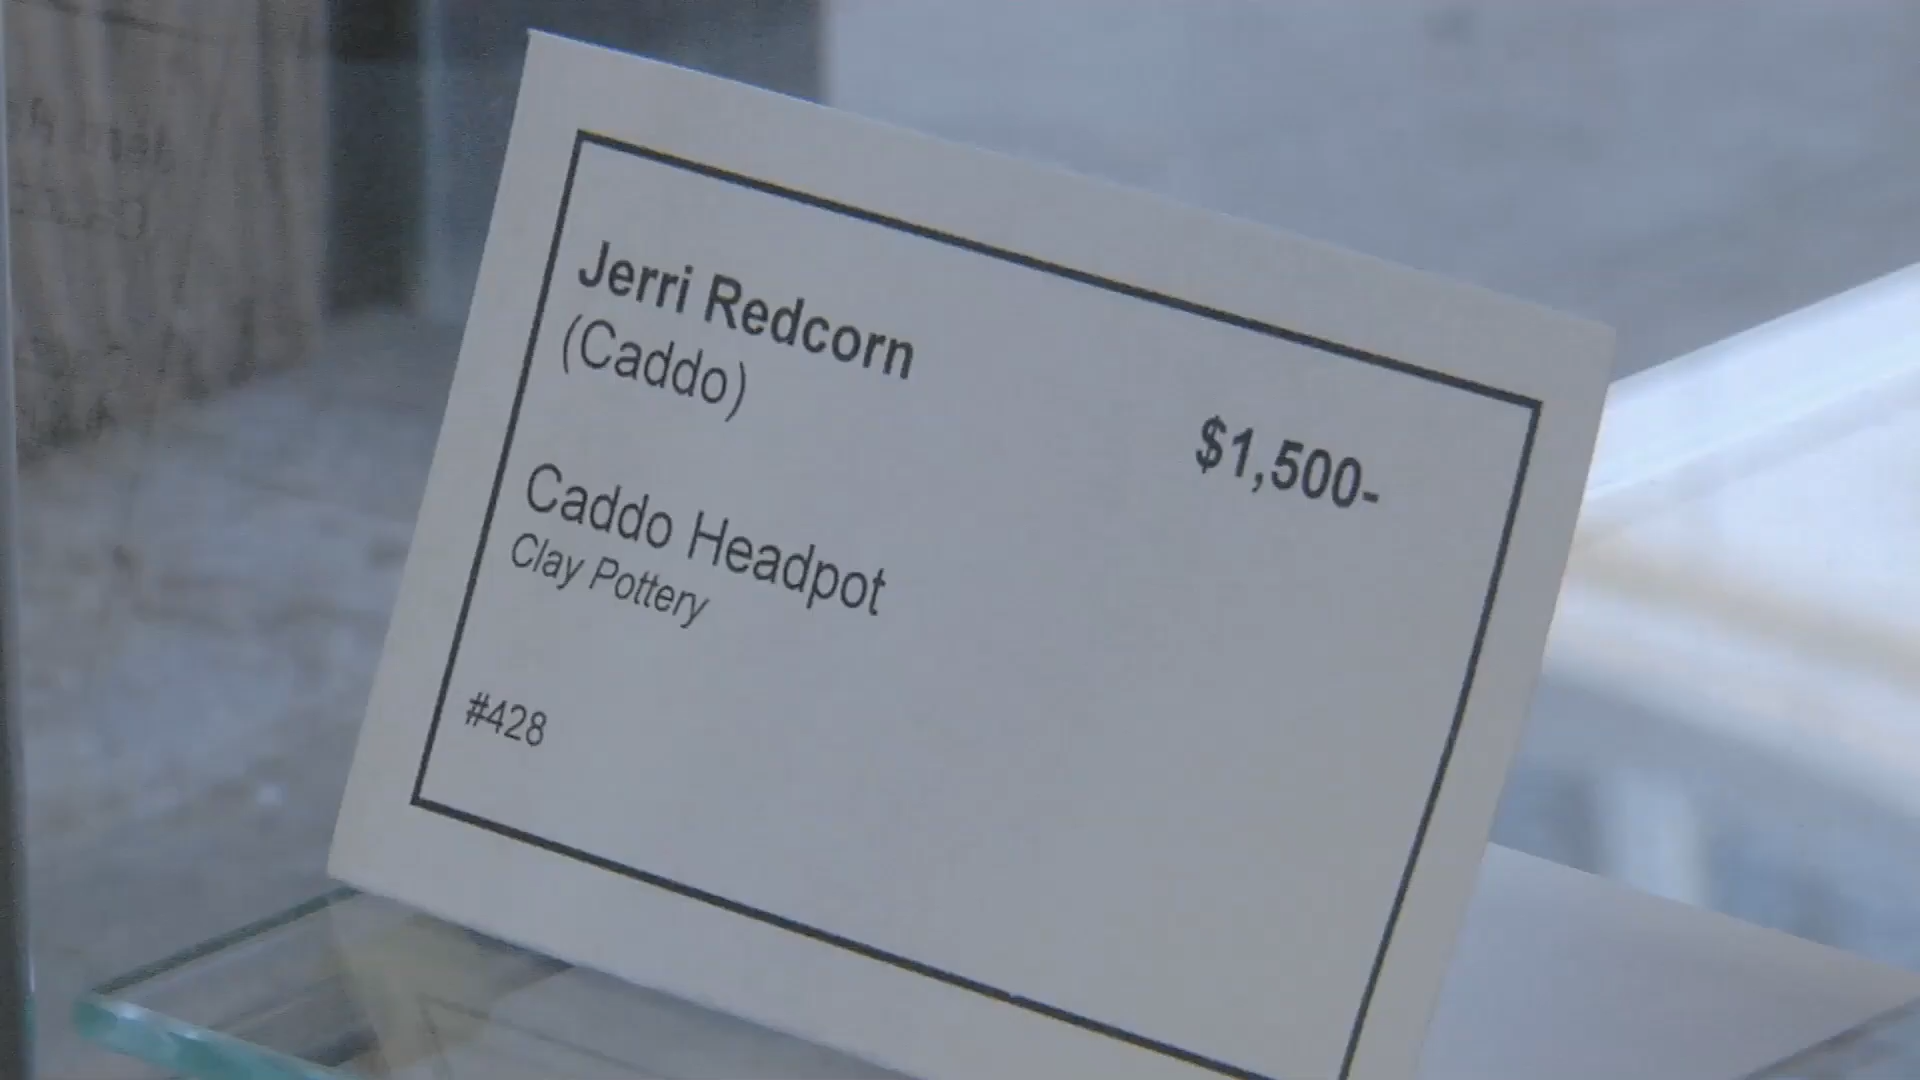 Jerri Redcorn
(Caddo)
$1,500-
Caddo Headpot
Clay Pottery
#428